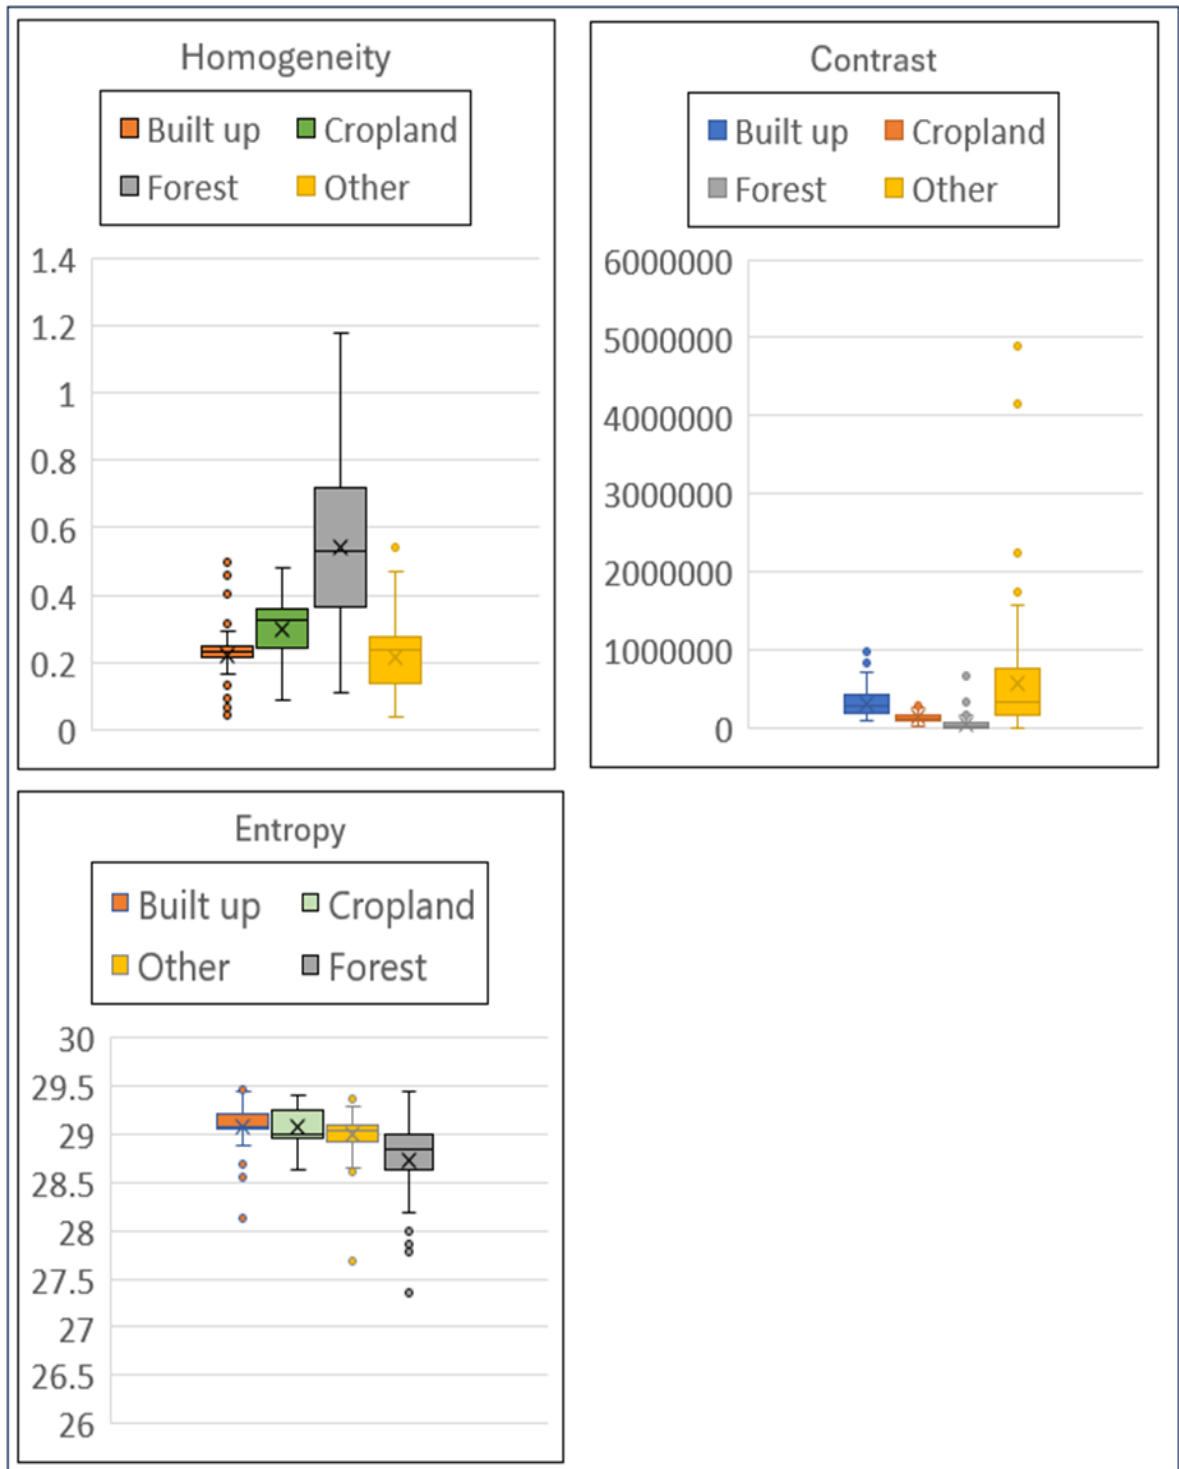 Homogeneity
Built up Cropland
Forest Other
1.4
1.2
1
0.8
0.6
0.4
0.2
0
Contrast
Built up Cropland
Forest Other
6000000
5000000
4000000
3000000
2000000
1000000
0
Entropy
Built up Cropland
Other Forest
30
29.5
29
28.5
28
27.5
27
26.5
26